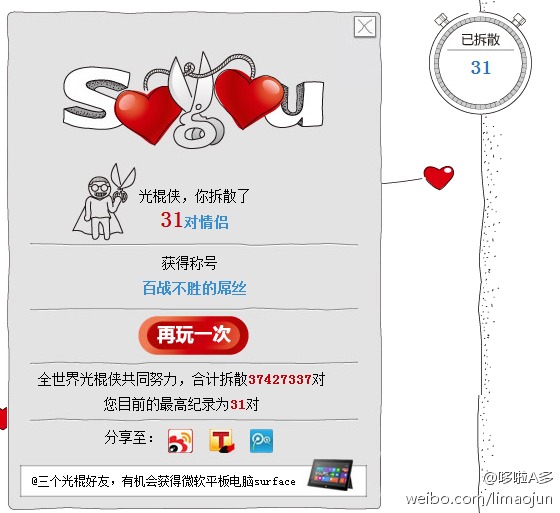 Sogou
已拆散
31
光棍侠，你拆散了
31对情侣
获得称号
百战不胜的屌丝
再玩一次
全世界光棍侠共同努力，合计拆散37427337对
您目前的最高纪录为31对
分享至：
@三个光棍好友，有机会获得微软平板电脑surface
@哆啦A多
weibo.com/limaojun